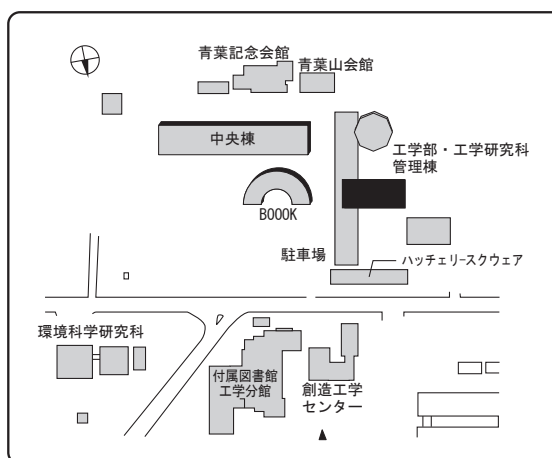 青葉記念会館
青葉山会館
中央棟
工学部・工学研究科
管理棟
BOOOK
駐車場
ハッチェリースクウェア
環境科学研究科
付属図書館
工学分館
創造工学
センター